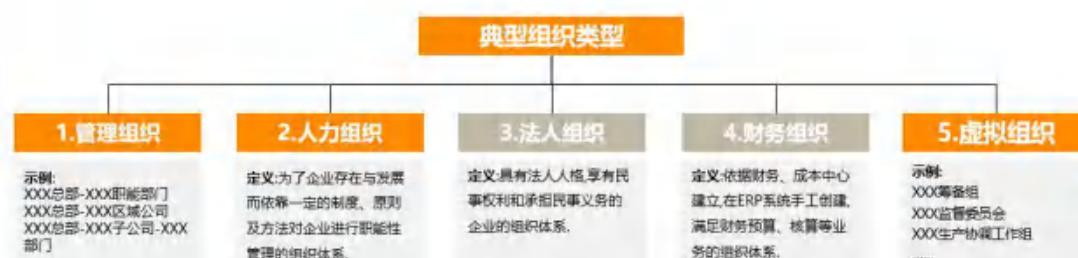 典型组织类型
1.管理组织
2.人力组织
3.法人组织
4.财务组织
5.虚拟组织
示例:
XXX总部-XXX职能部门
XXX总部-XXX区域公司
XXX总部-XXX子公司-XXX
部门
定义:为了企业存在与发展
而依靠一定的制度、原则
及方法对企业进行职能性
管理的组织体系.
定义:具有法人人格,享有民
事权利和承担民事义务的
企业的组织体系.
定义:依据财务、成本中心
建立,在ERP系统手工创建,
满足财务预算、核算等业
务的组织体系.
示例:
XXX筹备组
XXX监督委员会
XXX生产协调工作组